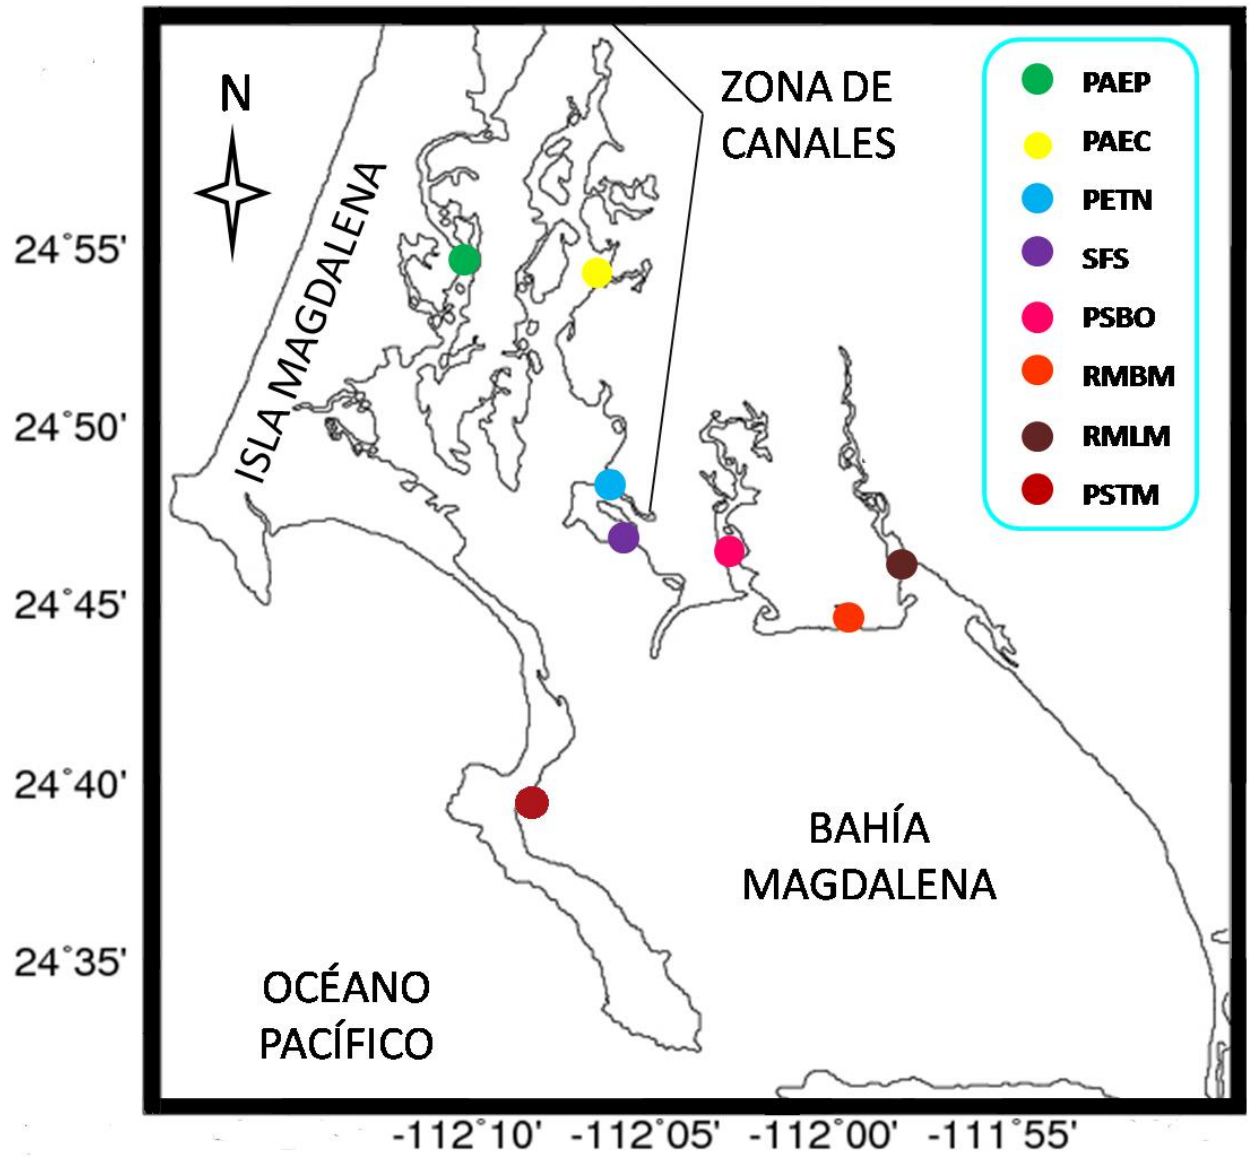 N
ZONA DE
CANALES
ISLA MAGDALENA
PAEP
PAEC
PETN
SFS
PSBO
RMBM
RMLM
PSTM
24°55'
24°50'
24°45'
24°40'
24°35'
BAHÍA
MAGDALENA
OCÉANO
PACÍFICO
-112°10' -112°05' -112°00' -111°55'